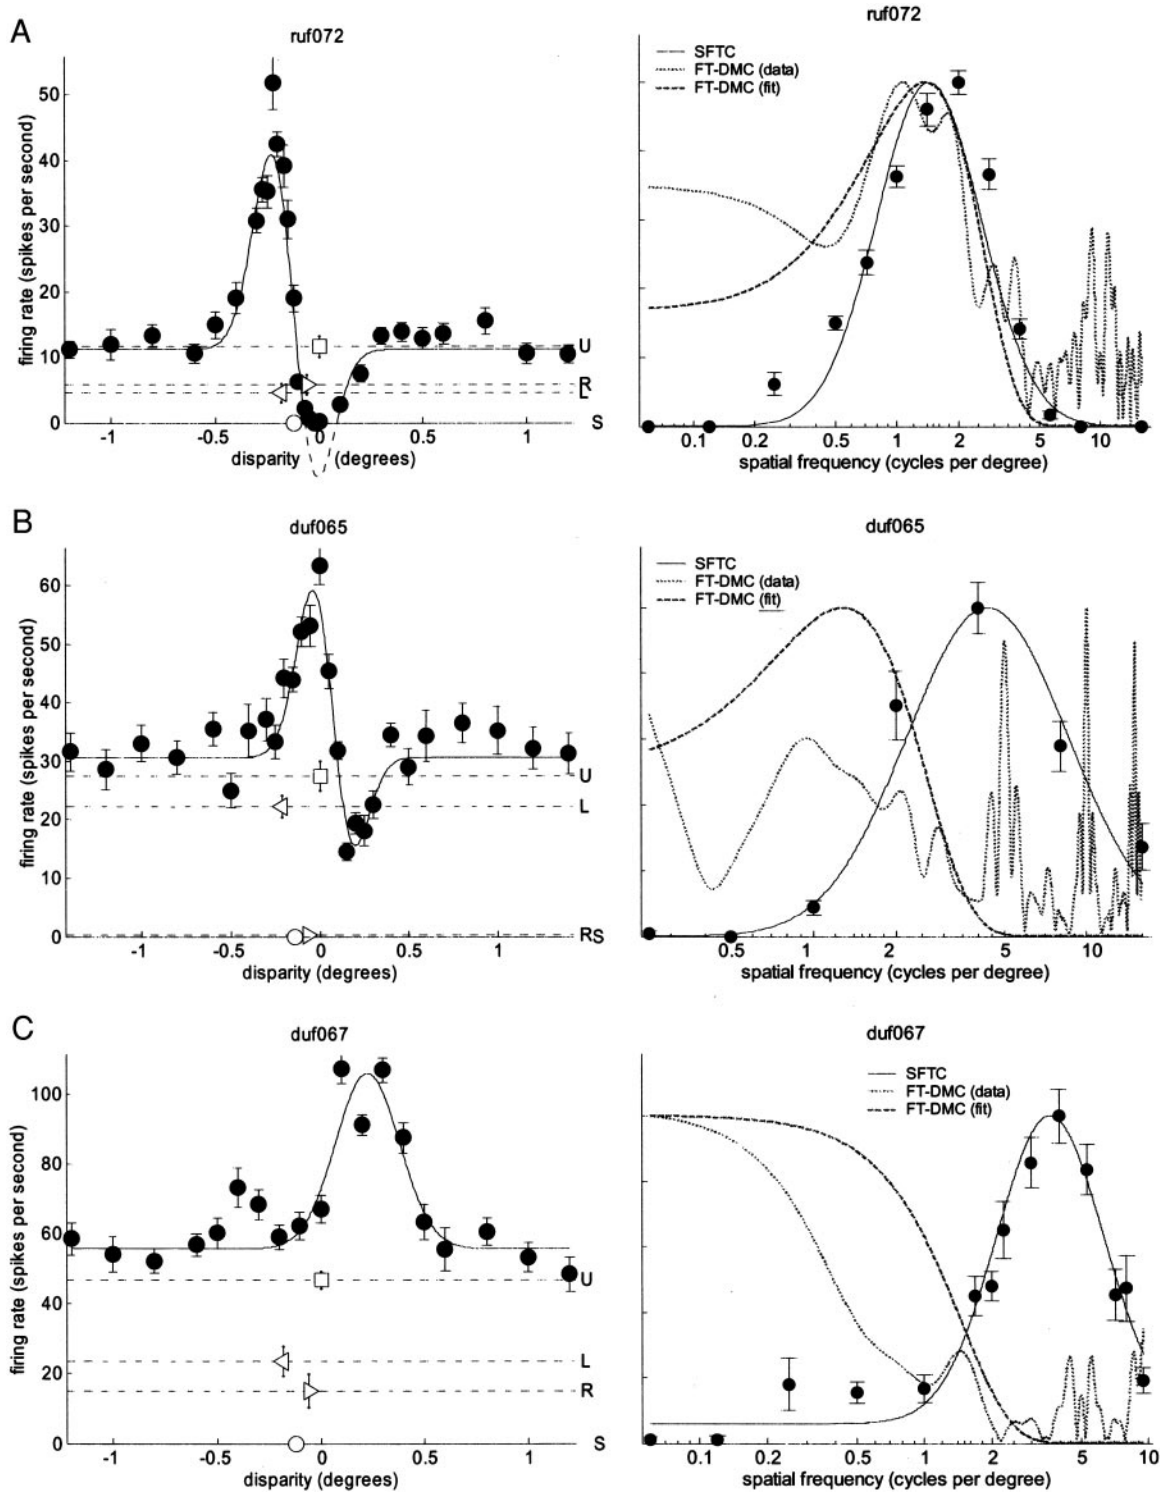 A
ruf072
firing rate (spikes per second)
50
40
30
20
10
0
-1 -0.5 0 0.5 1
disparity (degrees)
U
R
L
S
ruf072
SFTC
FT-DMC (data)
FT-DMC (fit)
0.1 0.2 0.5 1 2 5 10
spatial frequency (cycles per degree)
B
duf065
firing rate (spikes per second)
60
50
40
30
20
10
0
-1 -0.5 0 0.5 1
disparity (degrees)
U
L
RS
duf065
SFTC
FT-DMC (data)
FT-DMC (fit)
0.5 1 2 5 10
spatial frequency (cycles per degree)
C
duf067
firing rate (spikes per second)
100
80
60
40
20
0
-1 -0.5 0 0.5 1
disparity (degrees)
U
L
R
S
duf067
SFTC
FT-DMC (data)
FT-DMC (fit)
0.1 0.2 0.5 1 2 5 10
spatial frequency (cycles per degree)